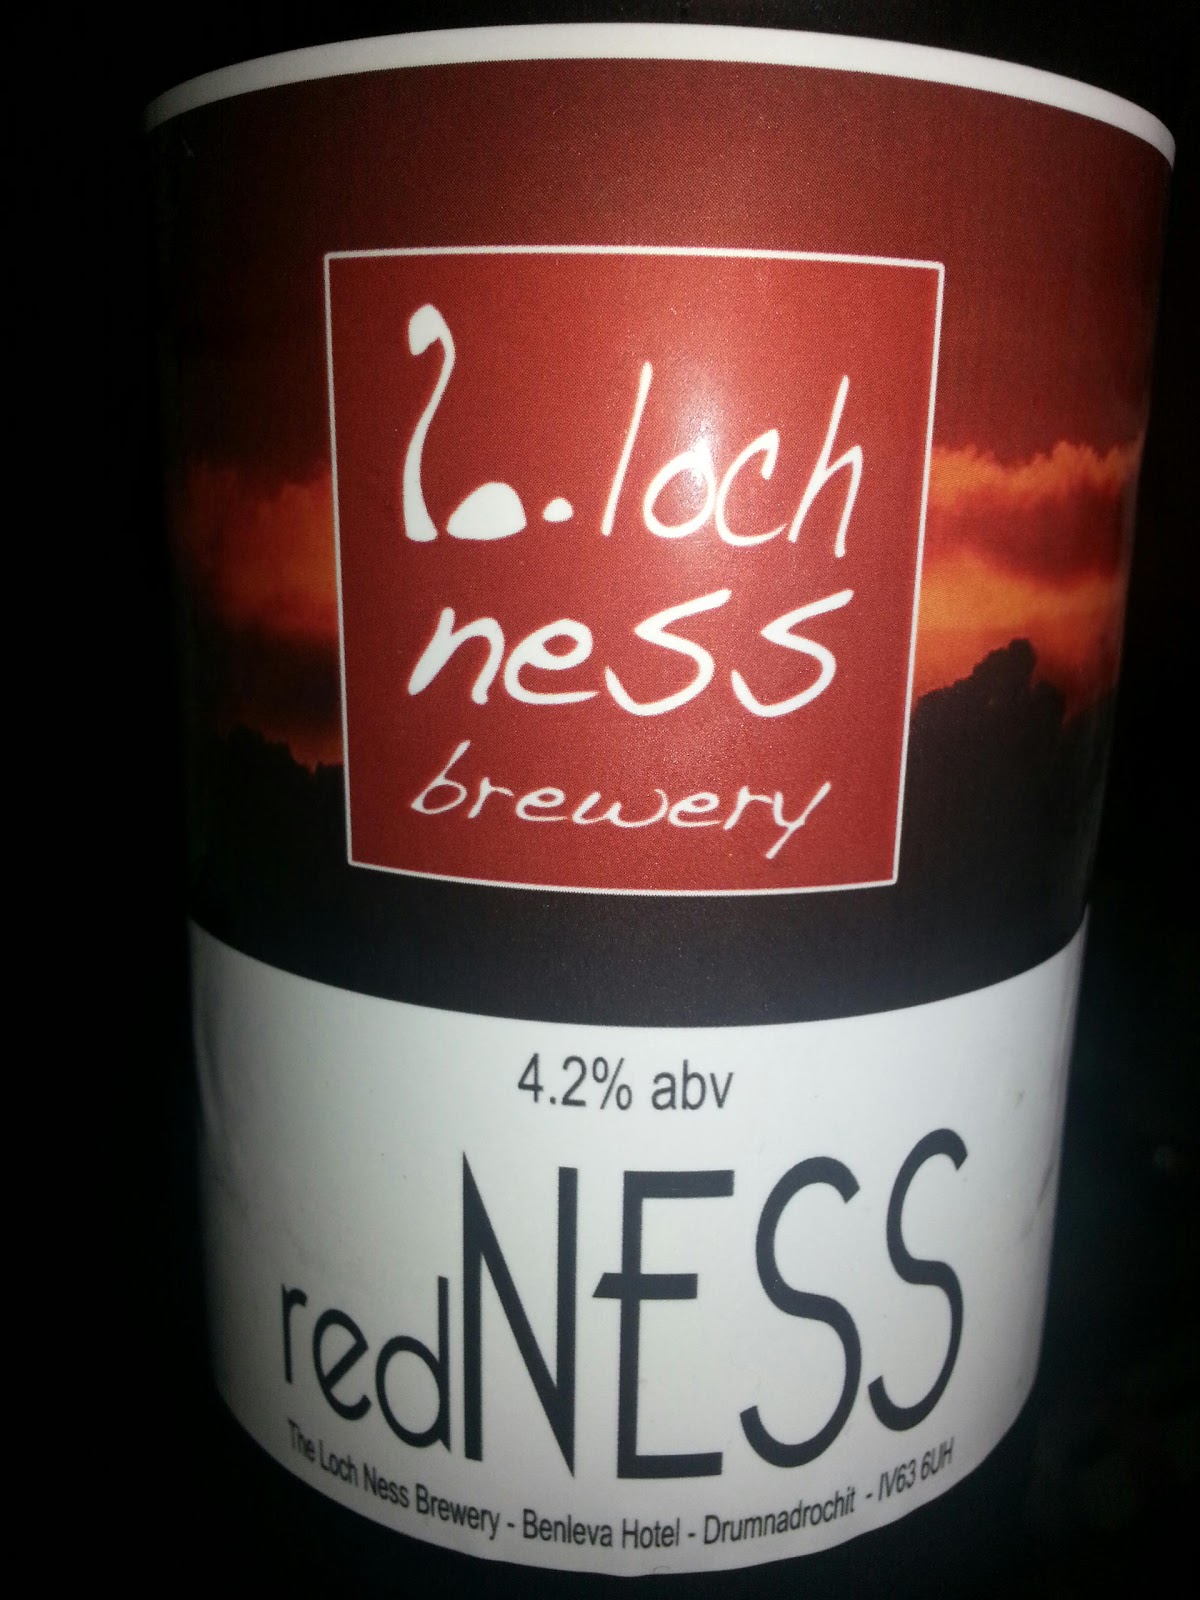 loch
ness
brewery
4.2% abv
redNESS
The Loch Ness Brewery - Benleva Hotel - Drumnadrochit - IV63 6UH